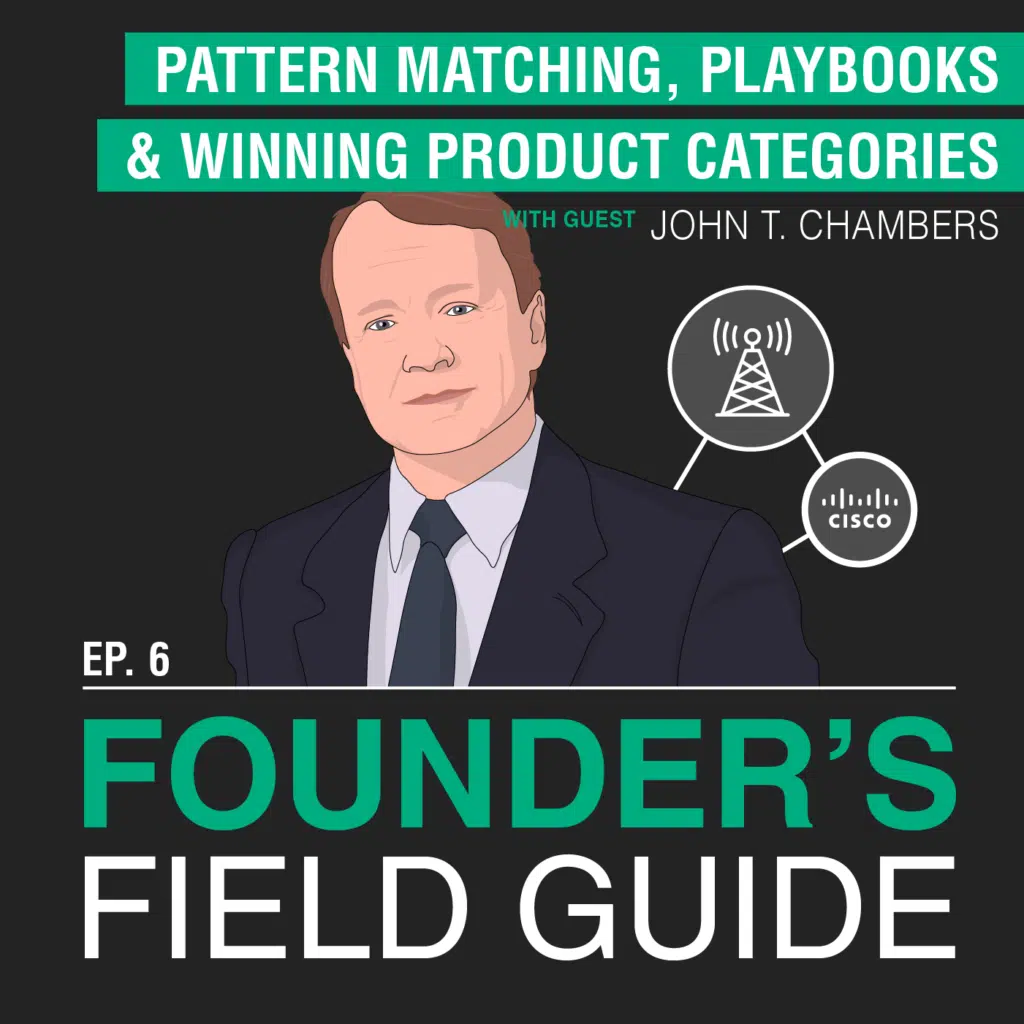 PATTERN MATCHING, PLAYBOOKS
& WINNING PRODUCT CATEGORIES
WITH GUEST JOHN T. CHAMBERS
CISCO
EP. 6
FOUNDER'S
FIELD GUIDE